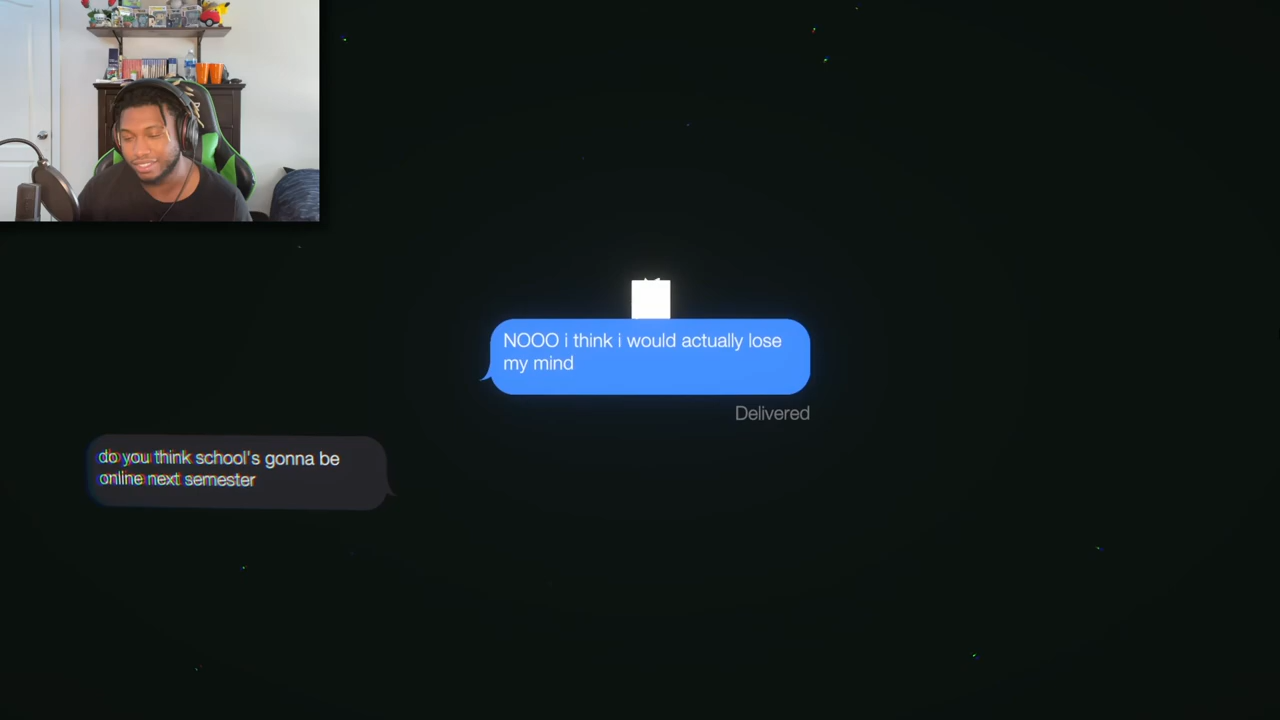 NOOO i think i would actually lose
my mind
Delivered
do you think school's gonna be
online next semester